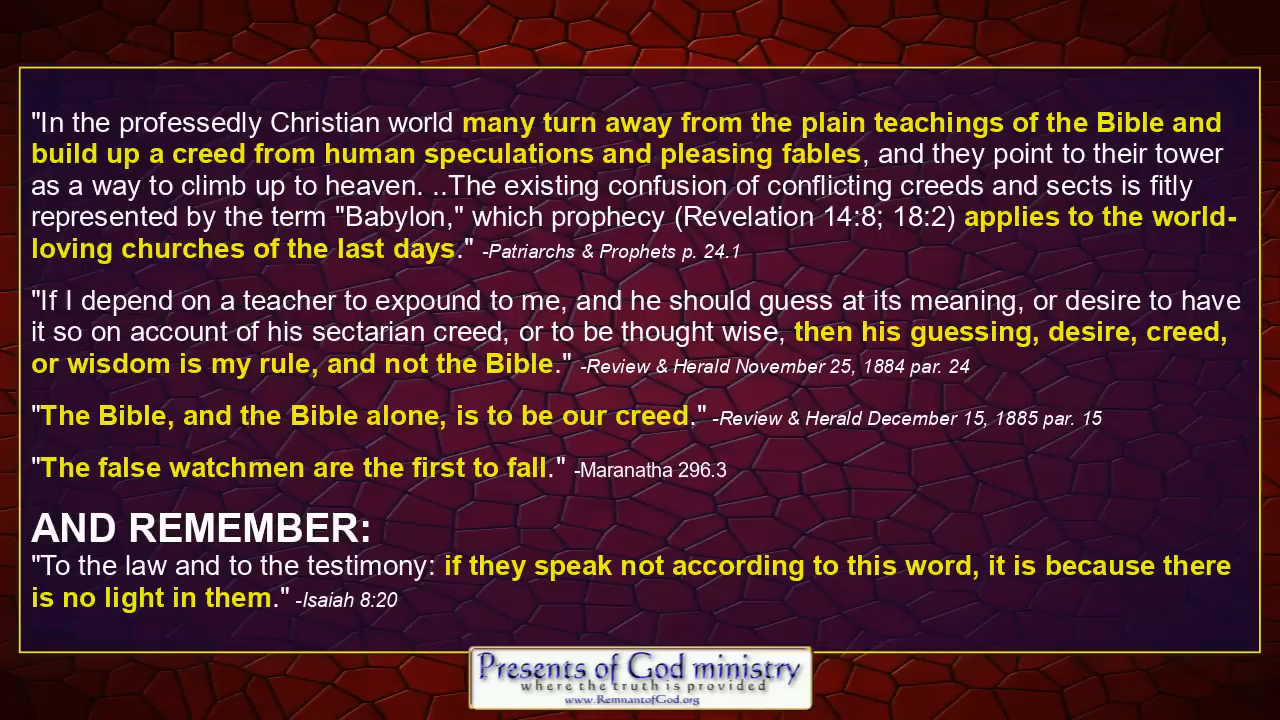 "In the professedly Christian world many turn away from the plain teachings of the Bible and
build up a creed from human speculations and pleasing fables, and they point to their tower
as a way to climb up to heaven. ..The existing confusion of conflicting creeds and sects is fitly
represented by the term "Babylon," which prophecy (Revelation 14:8; 18:2) applies to the world-
loving churches of the last days." -Patriarchs & Prophets p. 24.1
"If I depend on a teacher to expound to me, and he should guess at its meaning, or desire to have
it so on account of his sectarian creed, or to be thought wise, then his guessing, desire, creed,
or wisdom is my rule, and not the Bible." -Review & Herald November 25, 1884 par. 24
"The Bible, and the Bible alone, is to be our creed." -Review & Herald December 15, 1885 par. 15
"The false watchmen are the first to fall." -Maranatha 296.3
AND REMEMBER:
"To the law and to the testimony: if they speak not according to this word, it is because there
is no light in them." -Isaiah 8:20
Presents of God ministry
where the truth is provided
www.RemnantofGod.org